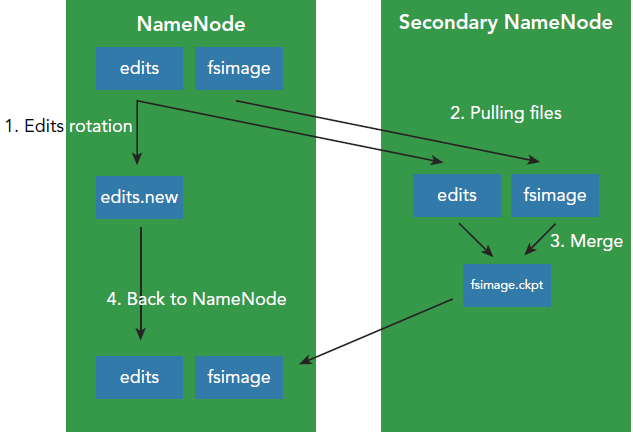 NameNode
Secondary NameNode
edits
fsimage
1. Edits rotation
2. Pulling files
edits.new
edits
fsimage
3. Merge
fsimage.ckpt
4. Back to NameNode
edits
fsimage